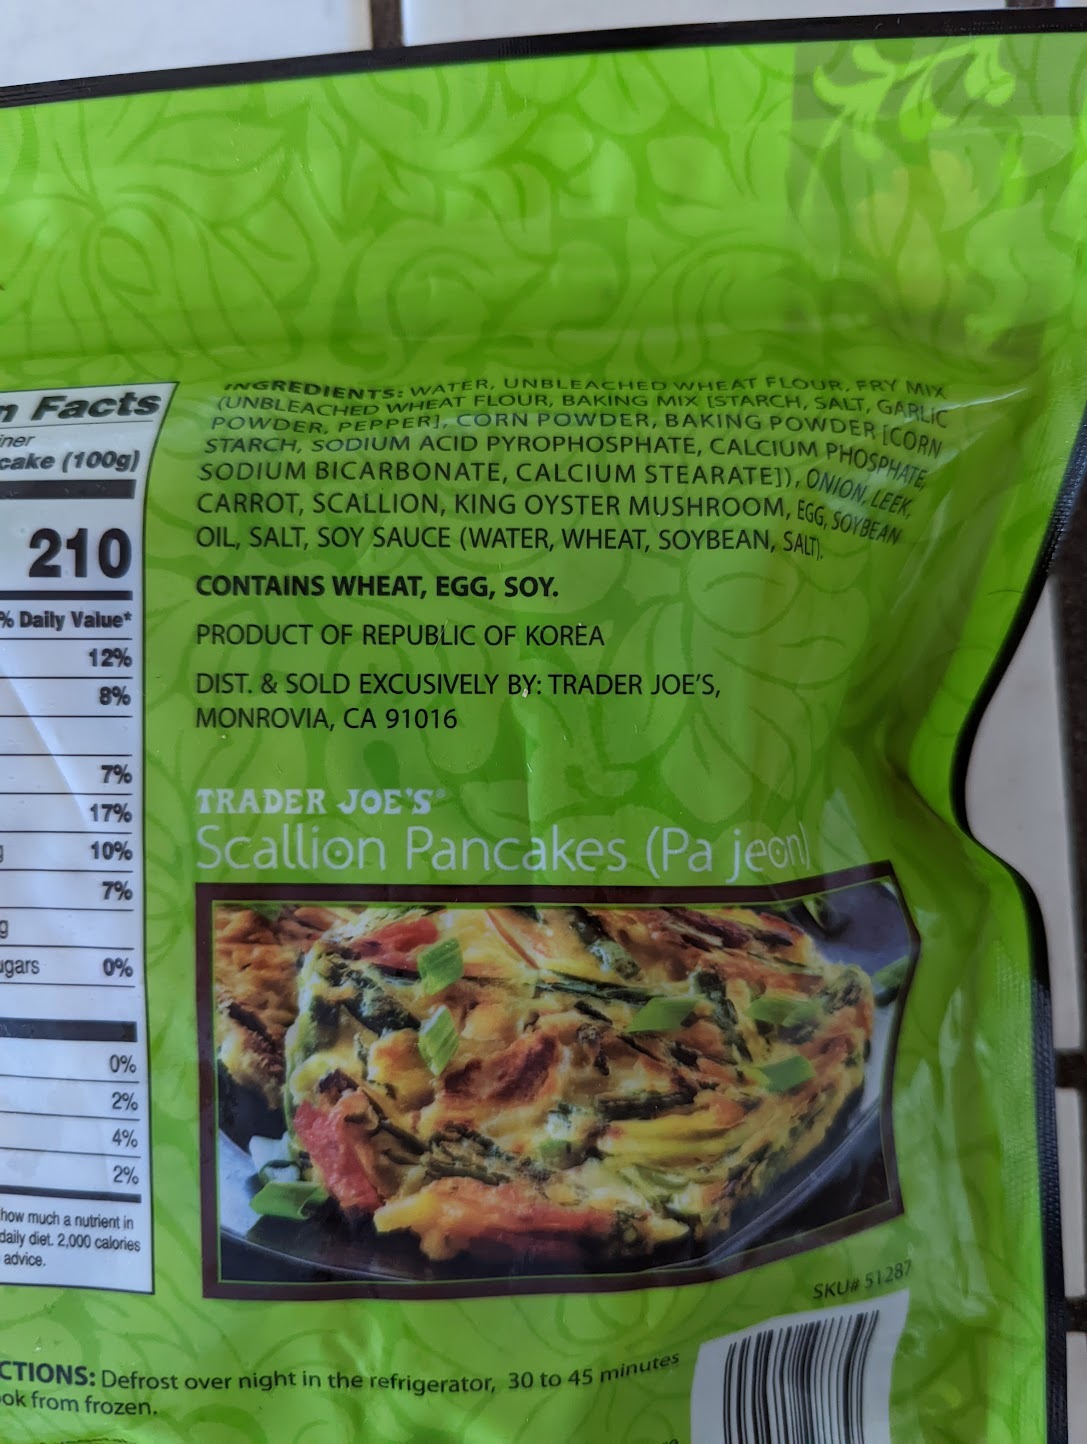 n Facts
iner
cake (100g)
210
% Daily Value*
12%
8%
7%
17%
10%
7%
g
ugars 0%
0%
2%
4%
2%
how much a nutrient in
daily diet. 2,000 calories
advice.
INGREDIENTS: WATER, UNBLEACHED WHEAT FLOUR, FRY MIX
(UNBLEACHED WHEAT FLOUR, BAKING MIX [STARCH, SALT, GARLIC
POWDER, PEPPER], CORN POWDER, BAKING POWDER [CORN
STARCH, SODIUM ACID PYROPHOSPHATE, CALCIUM PHOSPHATE,
SODIUM BICARBONATE, CALCIUM STEARATE]), ONION, LEEK,
CARROT, SCALLION, KING OYSTER MUSHROOM, EGG, SOYBEAN
OIL, SALT, SOY SAUCE (WATER, WHEAT, SOYBEAN, SALT).
CONTAINS WHEAT, EGG, SOY.
PRODUCT OF REPUBLIC OF KOREA
DIST. & SOLD EXCUSIVELY BY: TRADER JOE'S,
MONROVIA, CA 91016
TRADER JOE'S®
Scallion Pancakes (Pa jeon)
SKU# 51287
CTIONS: Defrost over night in the refrigerator, 30 to 45 minutes
ok from frozen.